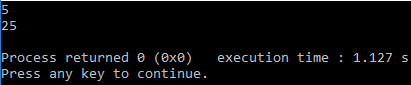 5
25
Process returned 0 (0x0)   execution time : 1.127 s
Press any key to continue.